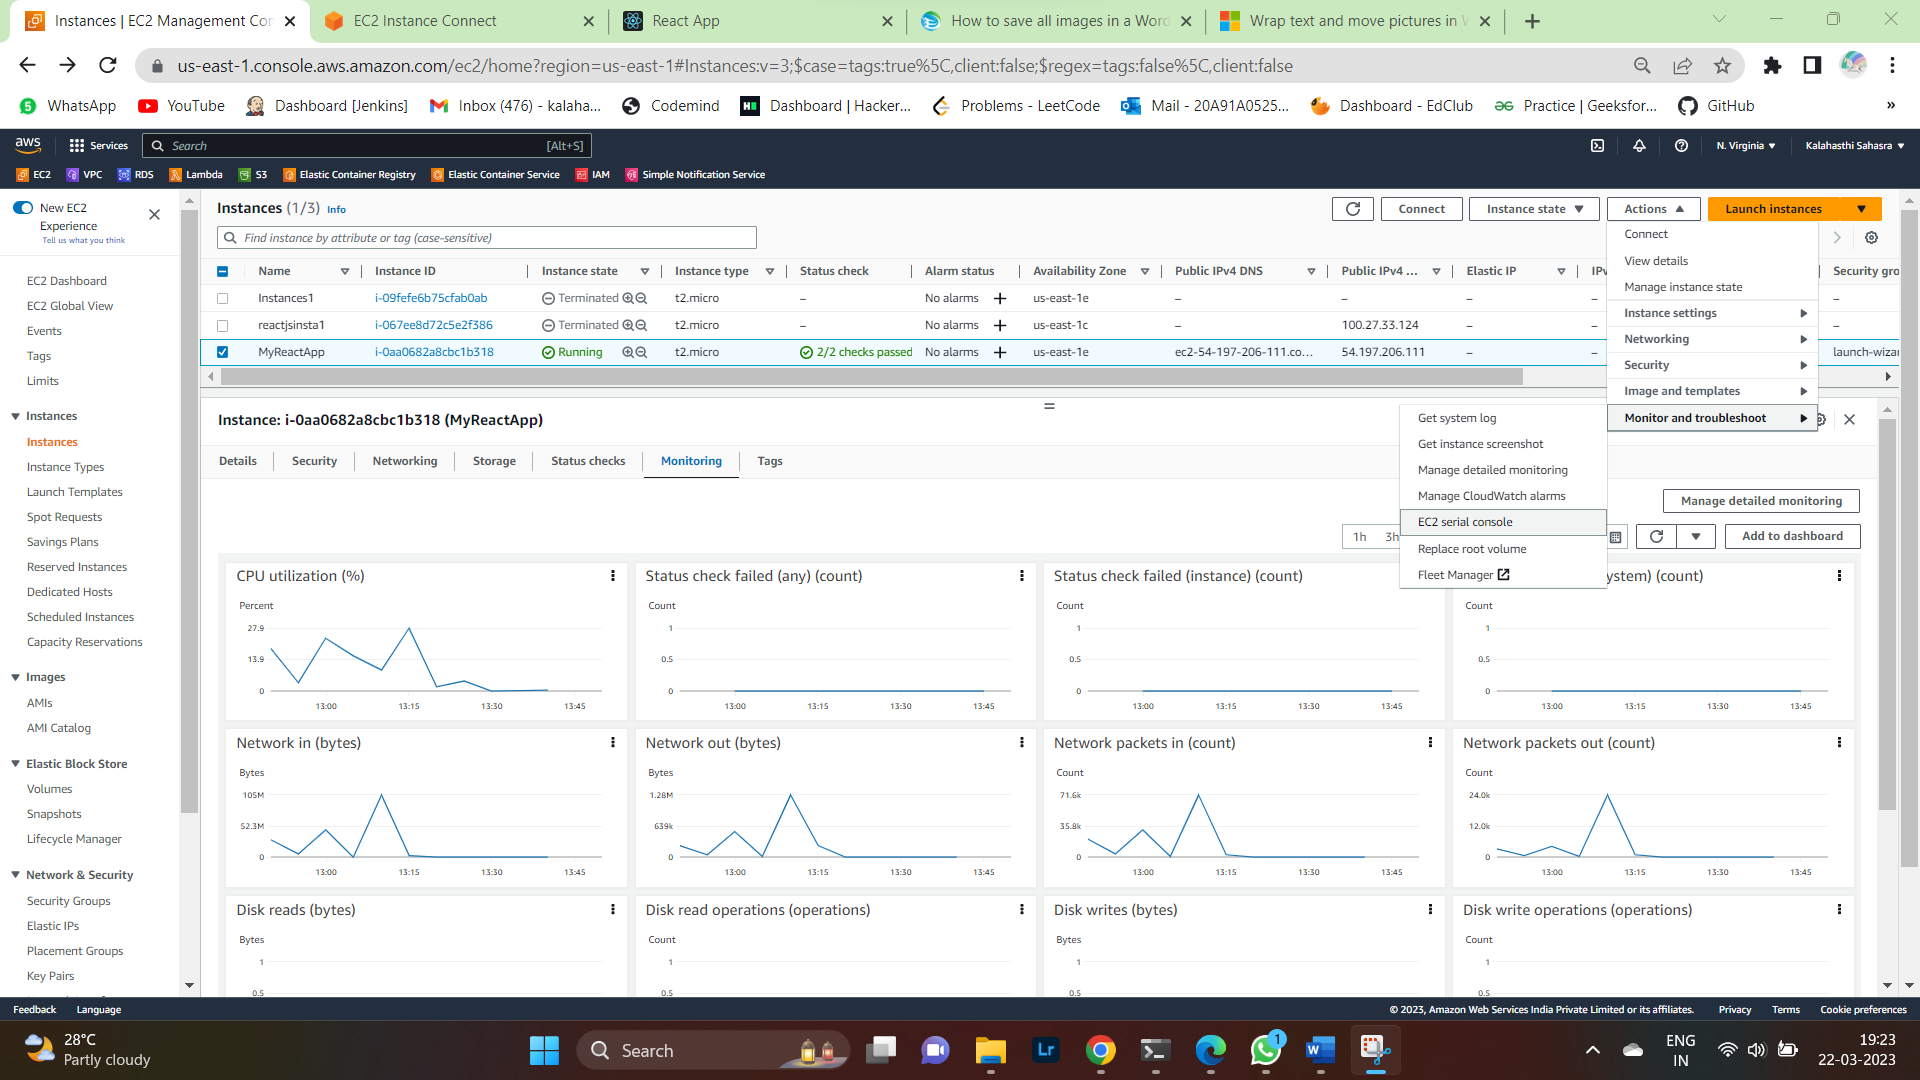 Instances | EC2 Management Con
EC2 Instance Connect
React App
How to save all images in a Word
Wrap text and move pictures in W
us-east-1.console.aws.amazon.com/ec2/home?region=us-east-1#Instances:v=3;$case=tags:true%5C,client:false;$regex=tags:false%5C,client:false
WhatsApp
YouTube
Dashboard [Jenkins]
Inbox (476) - kalaha...
Codemind
Dashboard | Hacker...
Problems - LeetCode
Mail - 20A91A0525...
Dashboard - EdClub
Practice | Geeksfor...
GitHub
»
aws
Services
Search
[Alt+S]
N. Virginia
Kalahasthi Sahasra
EC2
VPC
RDS
Lambda
S3
Elastic Container Registry
Elastic Container Service
IAM
Simple Notification Service
New EC2
Experience
Tell us what you think
EC2 Dashboard
EC2 Global View
Events
Tags
Limits
Instances
Instances
Instance Types
Launch Templates
Spot Requests
Savings Plans
Reserved Instances
Dedicated Hosts
Scheduled Instances
Capacity Reservations
Images
AMIs
AMI Catalog
Elastic Block Store
Volumes
Snapshots
Lifecycle Manager
Network & Security
Security Groups
Elastic IPs
Placement Groups
Key Pairs
Instances (1/3) Info
Connect
Instance state
Actions
Launch instances
Find instance by attribute or tag (case-sensitive)
Name
Instance ID
Instance state
Instance type
Status check
Alarm status
Availability Zone
Public IPv4 DNS
Public IPv4 ...
Elastic IP
IPv
Security gro
Instances1 i-09fefe6b75cfab0ab Terminated t2.micro – No alarms + us-east-1e – – – – –
reactjsinsta1 i-067ee8d72c5e2f386 Terminated t2.micro – No alarms + us-east-1c – 100.27.33.124 – – –
MyReactApp i-0aa0682a8cbc1b318 Running t2.micro 2/2 checks passed No alarms + us-east-1e ec2-54-197-206-111.co... 54.197.206.111 – – launch-wizar
Connect
View details
Manage instance state
Instance settings
Networking
Security
Image and templates
Monitor and troubleshoot
Get system log
Get instance screenshot
Manage detailed monitoring
Manage CloudWatch alarms
EC2 serial console
Replace root volume
Fleet Manager
Instance: i-0aa0682a8cbc1b318 (MyReactApp)
Details
Security
Networking
Storage
Status checks
Monitoring
Tags
Manage detailed monitoring
1h
3h
Add to dashboard
CPU utilization (%)
Percent
27.9
13.9
0
13:00 13:15 13:30 13:45
Status check failed (any) (count)
Count
1
0.5
0
13:00 13:15 13:30 13:45
Status check failed (instance) (count)
Count
1
0.5
0
13:00 13:15 13:30 13:45
ystem) (count)
Count
1
0.5
0
13:00 13:15 13:30 13:45
Network in (bytes)
Bytes
105M
52.3M
0
13:00 13:15 13:30 13:45
Network out (bytes)
Bytes
1.28M
639k
0
13:00 13:15 13:30 13:45
Network packets in (count)
Count
71.6k
35.8k
0
13:00 13:15 13:30 13:45
Network packets out (count)
Count
24.0k
12.0k
0
13:00 13:15 13:30 13:45
Disk reads (bytes)
Bytes
1
0.5
Disk read operations (operations)
Count
1
0.5
Disk writes (bytes)
Bytes
1
0.5
Disk write operations (operations)
Count
1
0.5
Feedback
Language
© 2023, Amazon Web Services India Private Limited or its affiliates.
Privacy
Terms
Cookie preferences
28°C
Partly cloudy
Search
Lr
1
W
ENG
IN
19:23
22-03-2023